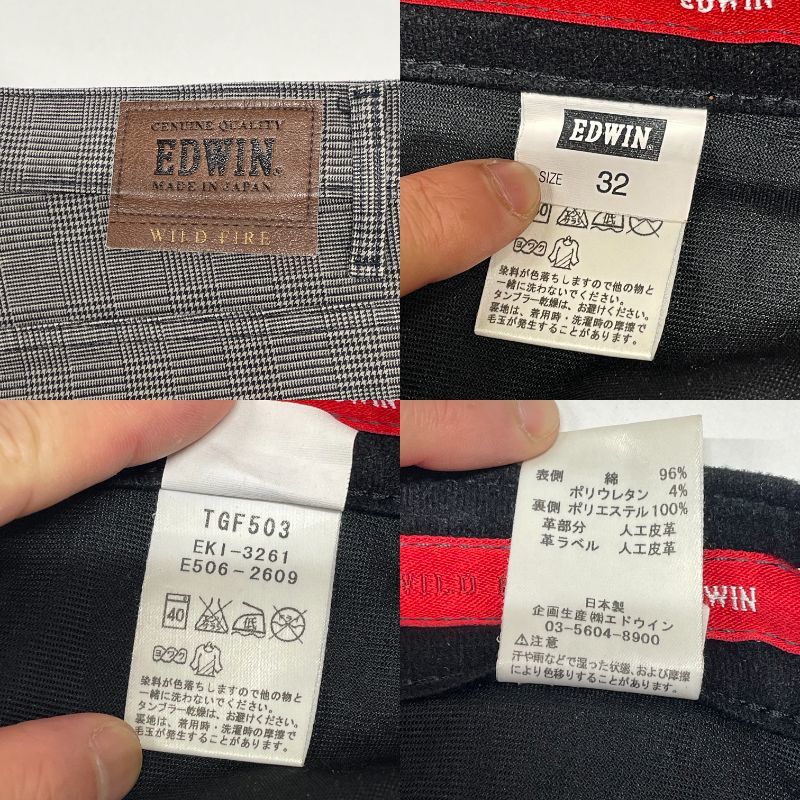 GENUINE QUALITY
EDWIN®
MADE IN JAPAN
WILD FIRE
EDWIN
EDWIN®
SIZE 32
染料が色落ちしますので他の物と
一緒に洗わないでください。
タンブラー乾燥は、お避けください。
裏地は、着用時・洗濯時の摩擦で
毛玉が発生することがあります。
TGF503
EKI-3261
E506-2609
40
低
ヨワク
染料が色落ちしますので他の物と
一緒に洗わないでください。
タンブラー乾燥は、お避けください。
裏地は、着用時・洗濯時の摩擦で
毛玉が発生することがあります。
表側 綿 96%
ポリウレタン 4%
裏側 ポリエステル 100%
革部分 人工皮革
革ラベル 人工皮革
WILD
WIN
日本製
企画生産㈱エドウイン
03-5604-8900
⚠注意
汗や雨などで湿った状態、および摩擦
により色移りすることがあります。